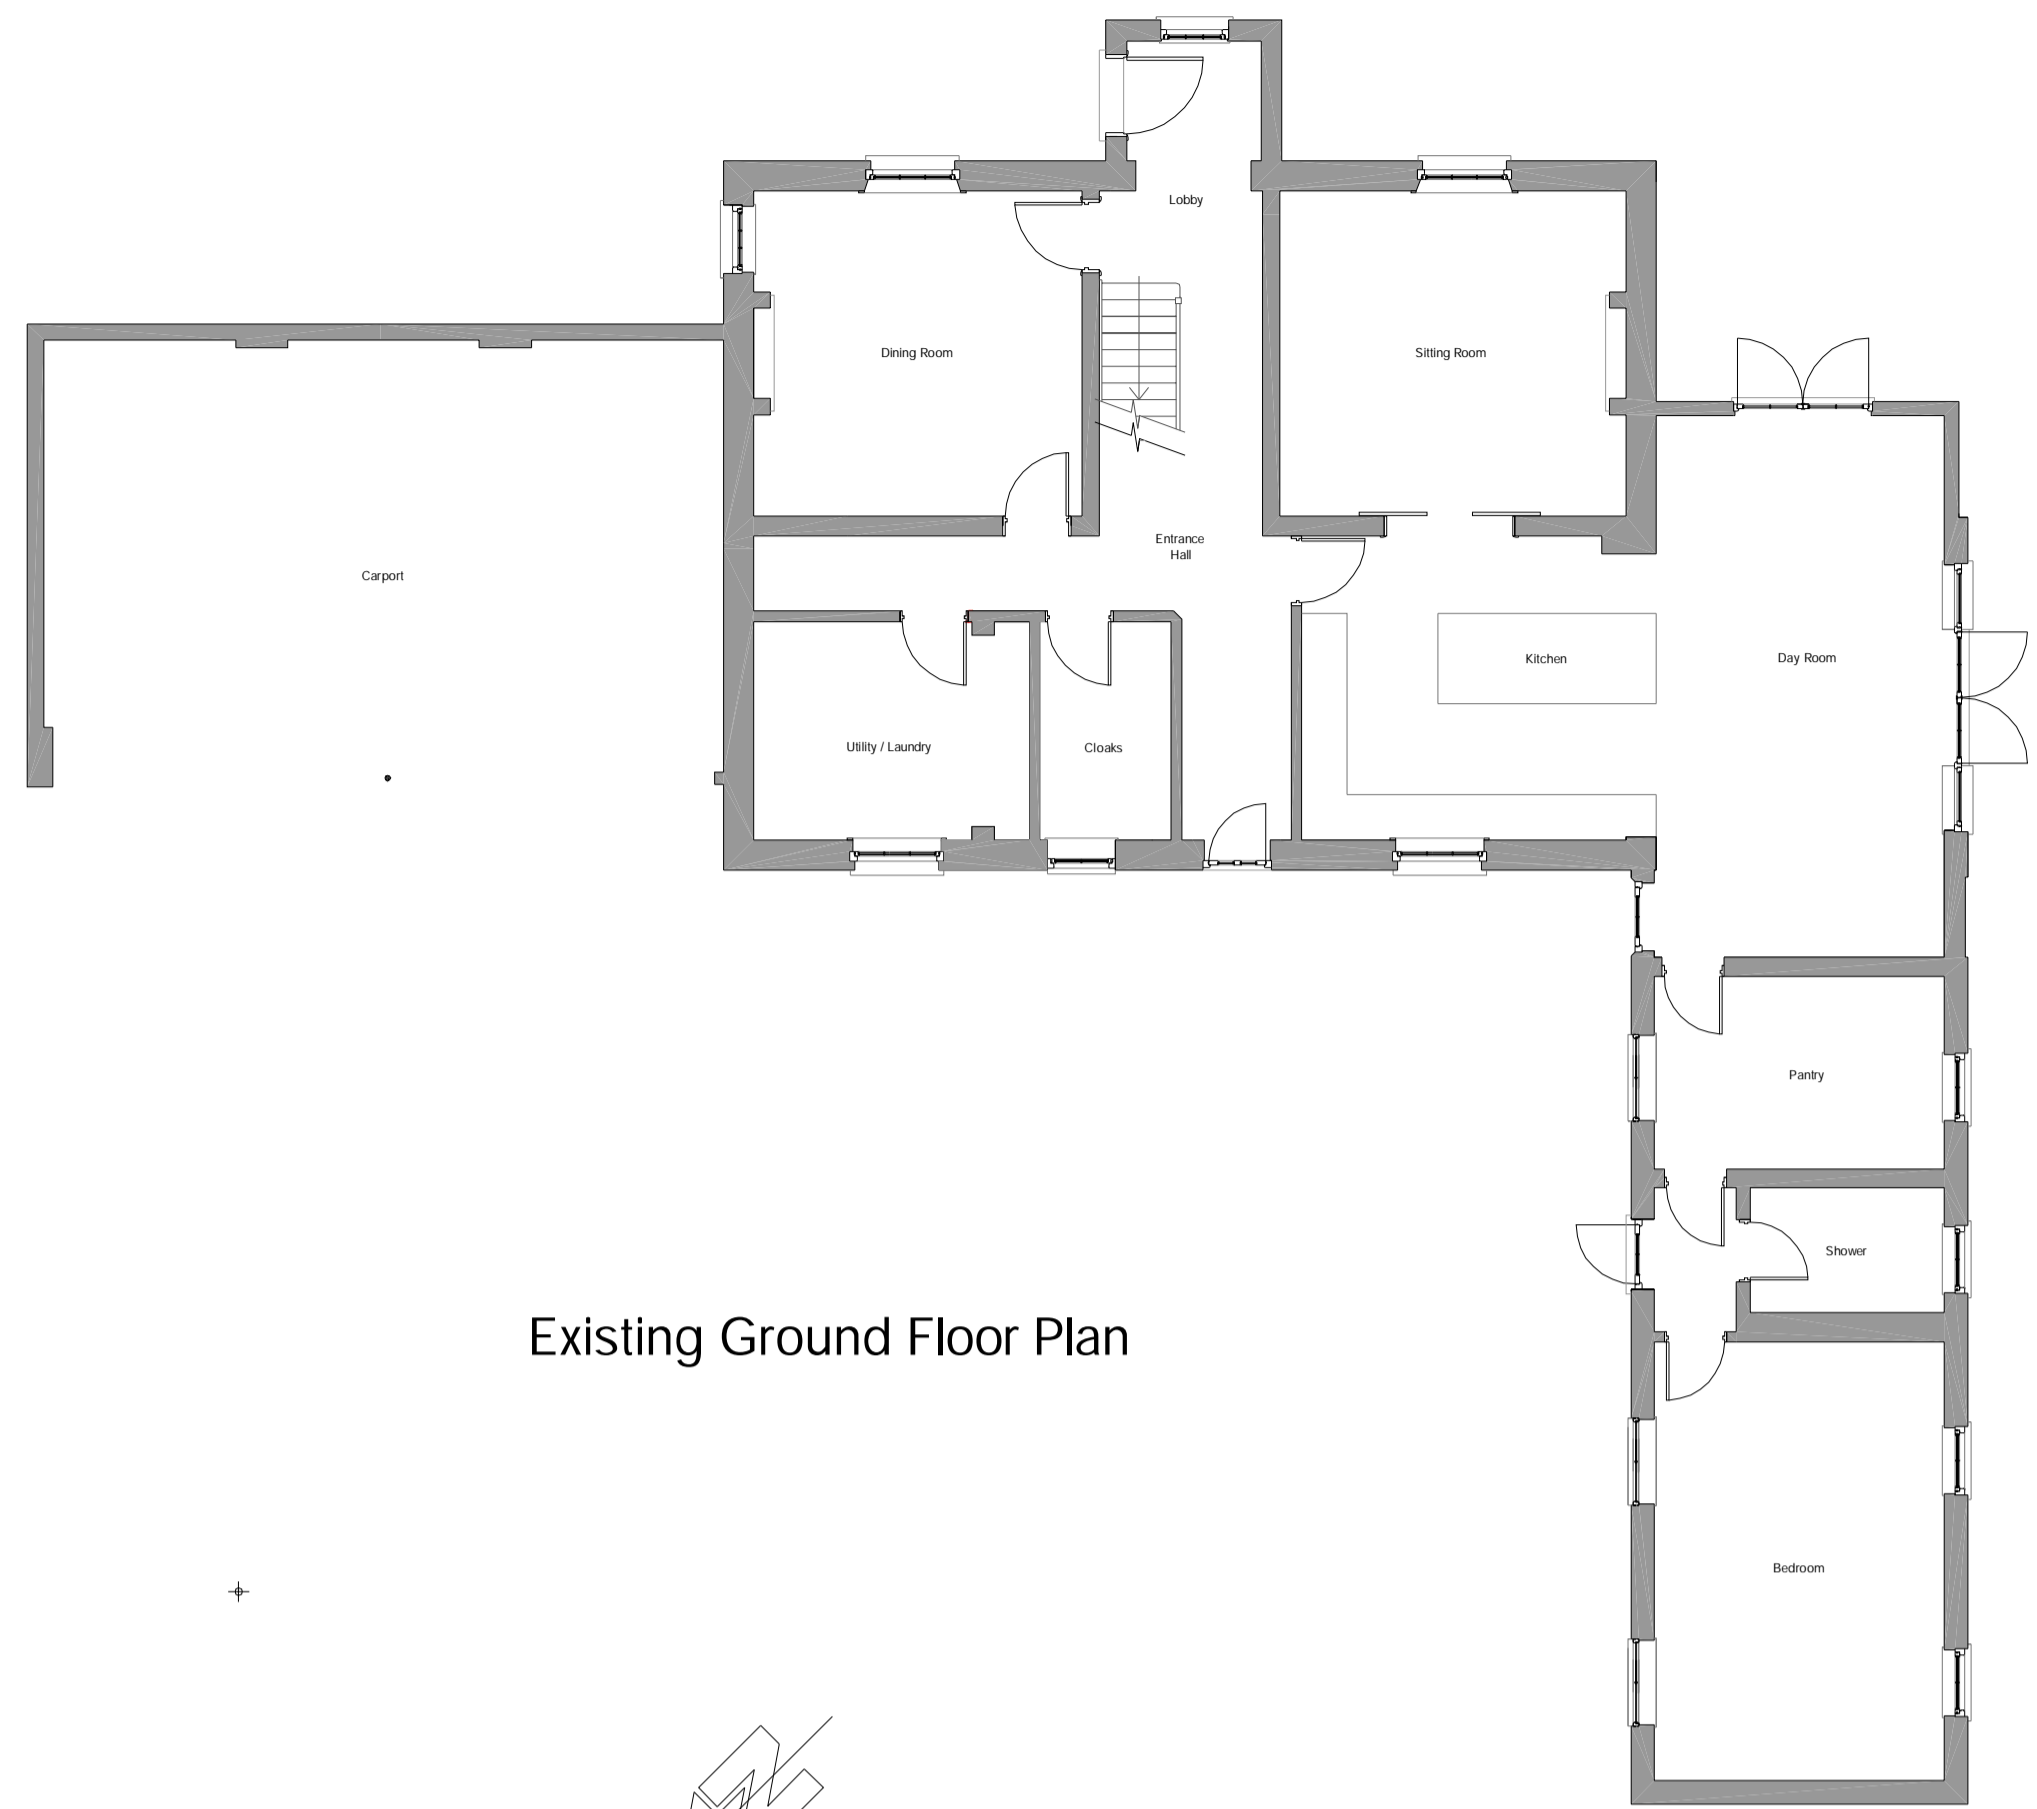 Lobby
Dining Room
Sitting Room
Entrance
Hall
Carport
Kitchen
Day Room
Utility / Laundry
Cloaks
Pantry
Shower
Existing Ground Floor Plan
Bedroom